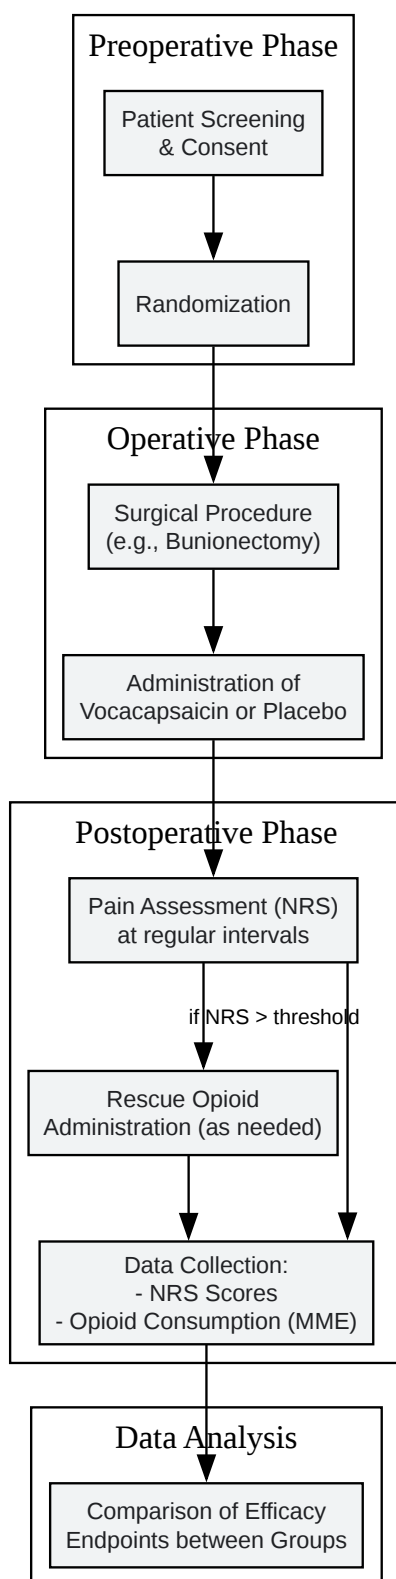 Preoperative Phase
Patient Screening
& Consent
Randomization
Operative Phase
Surgical Procedure
(e.g., Bunionectomy)
Administration of
Vocacapsaicin or Placebo
Postoperative Phase
Pain Assessment (NRS)
at regular intervals
if NRS > threshold
Rescue Opioid
Administration (as needed)
Data Collection:
- NRS Scores
- Opioid Consumption (MME)
Data Analysis
Comparison of Efficacy
Endpoints between Groups